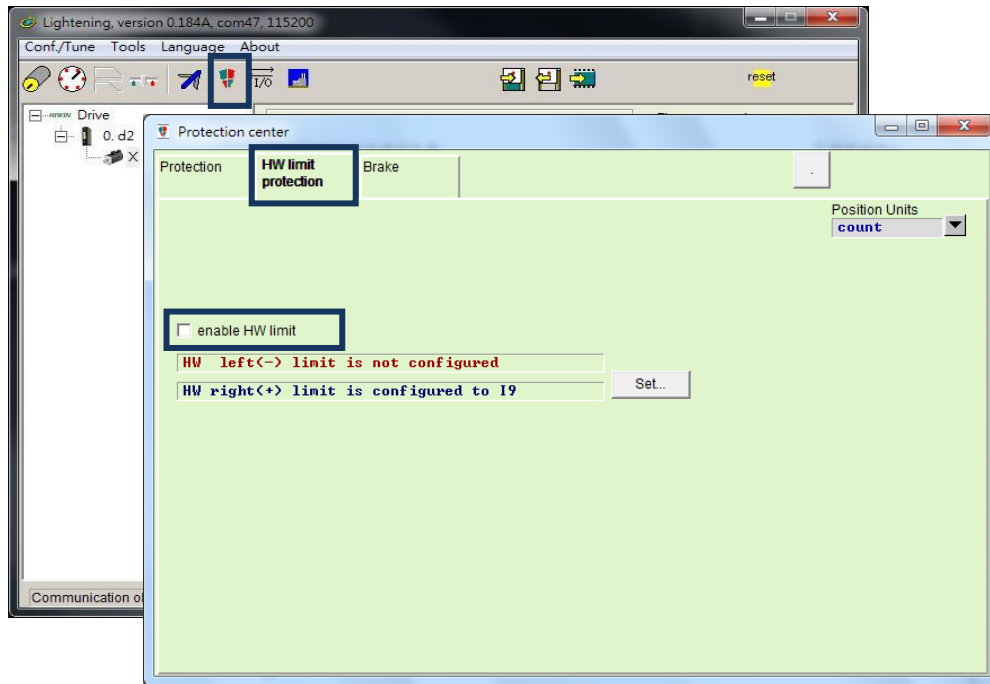 Lightening, version 0.184A, com47, 115200
Conf./Tune Tools Language About
I/O
reset
HIWIN Drive
0. d2
X
Communication o
Protection center
Protection
HW limit
protection
Brake
.
Position Units
count
enable HW limit
HW left(-) limit is not configured
HW right(+) limit is configured to I9
Set...